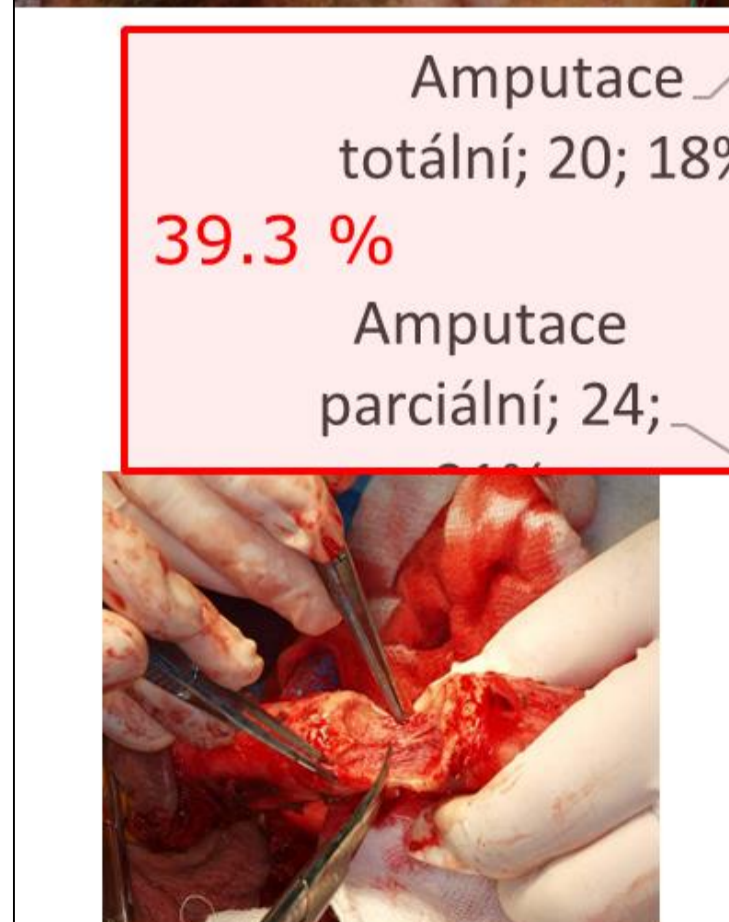 Amputace
totální; 20; 18%
39.3 %
Amputace
parciální; 24;